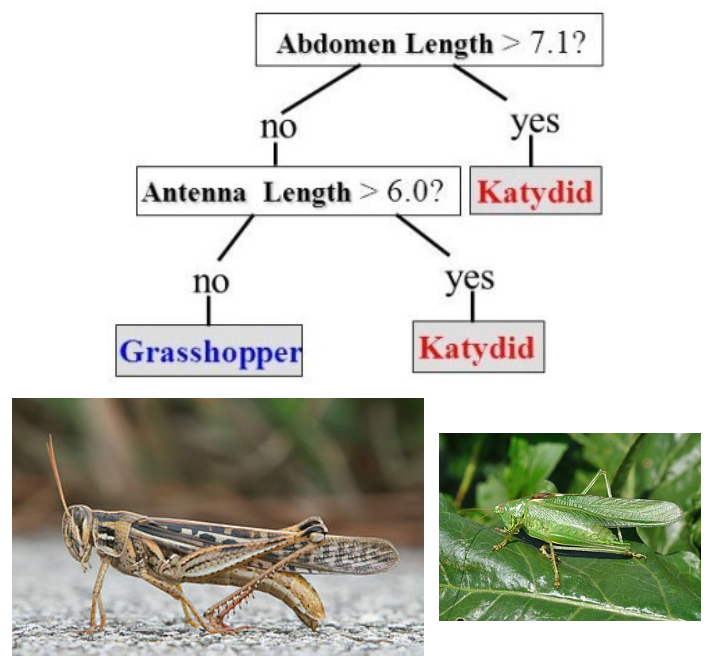 Abdomen Length > 7.1?
no
yes
Antenna Length > 6.0?
Katydid
no
yes
Grasshopper
Katydid